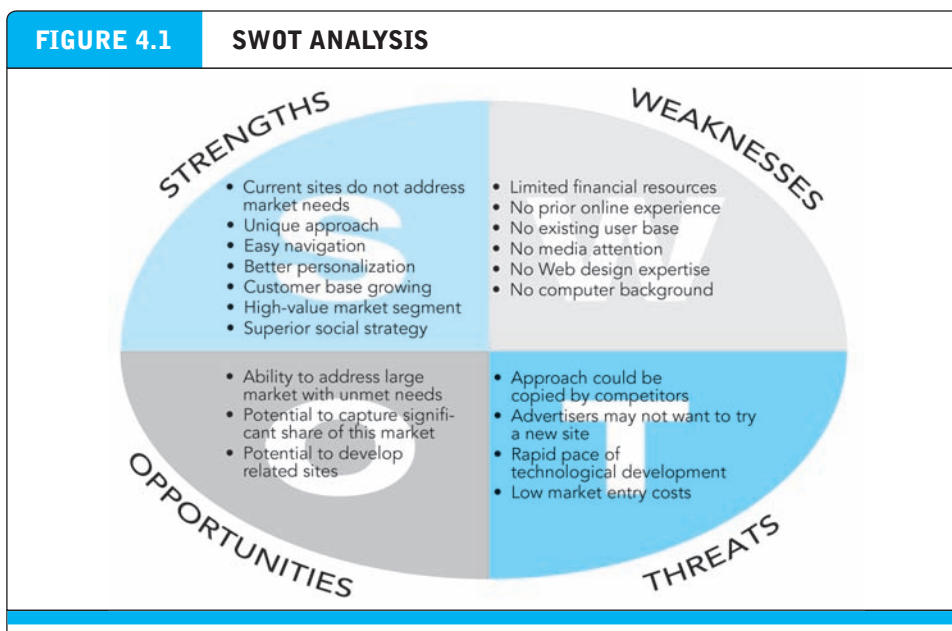 FIGURE 4.1 SWOT ANALYSIS
STRENGTHS
• Current sites do not address
market needs
• Unique approach
• Easy navigation
• Better personalization
• Customer base growing
• High-value market segment
• Superior social strategy
S
WEAKNESSES
• Limited financial resources
• No prior online experience
• No existing user base
• No media attention
• No Web design expertise
• No computer background
W
• Ability to address large
market with unmet needs
• Potential to capture signifi-
cant share of this market
• Potential to develop
related sites
O
OPPORTUNITIES
• Approach could be
copied by competitors
• Advertisers may not want to try
a new site
• Rapid pace of
technological development
• Low market entry costs
T
THREATS